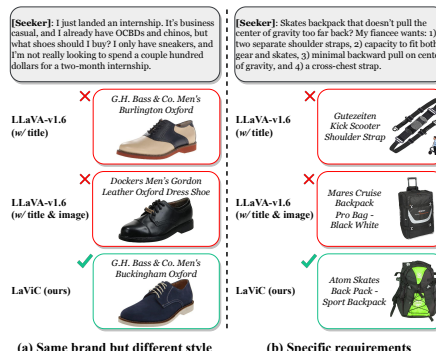 [Seeker]: I just landed an internship. It's business
casual, and I already have OCBDs and chinos, but
what shoes should I buy? I only have sneakers, and
I'm not really looking to spend a couple hundred
dollars for a two-month internship.
LLaVA-v1.6
(w/ title)
G.H. Bass & Co. Men's
Burlington Oxford
LLaVA-v1.6
(w/ title & image)
Dockers Men's Gordon
Leather Oxford Dress Shoe
LaViC (ours)
G.H. Bass & Co. Men's
Buckingham Oxford
(a) Same brand but different style
[Seeker]: Skates backpack that doesn't pull the
center of gravity too far back? My fiancee wants: 1)
two separate shoulder straps, 2) capacity to fit both
gear and skates, 3) minimal backward pull on cente
of gravity, and 4) a cross-chest strap.
LLaVA-v1.6
(w/ title)
Gutezeiten
Kick Scooter
Shoulder Strap
LLaVA-v1.6
(w/ title & image)
Mares Cruise
Backpack
Pro Bag -
Black White
LaViC (ours)
Atom Skates
Back Pack -
Sport Backpack
(b) Specific requirements